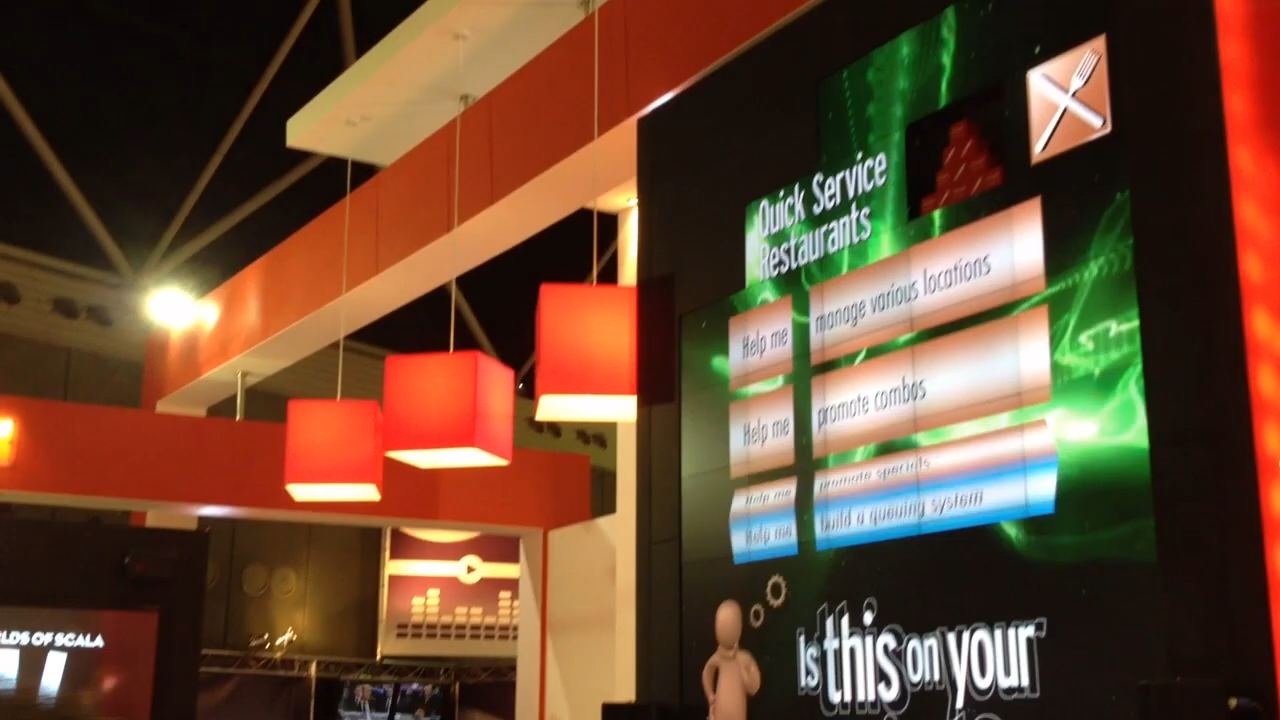 Quick Service
Restaurants
Help me manage various locations
Help me promote combos
Help me promote specials
Help me build a queuing system
Is this on your
LDS OF SCALA